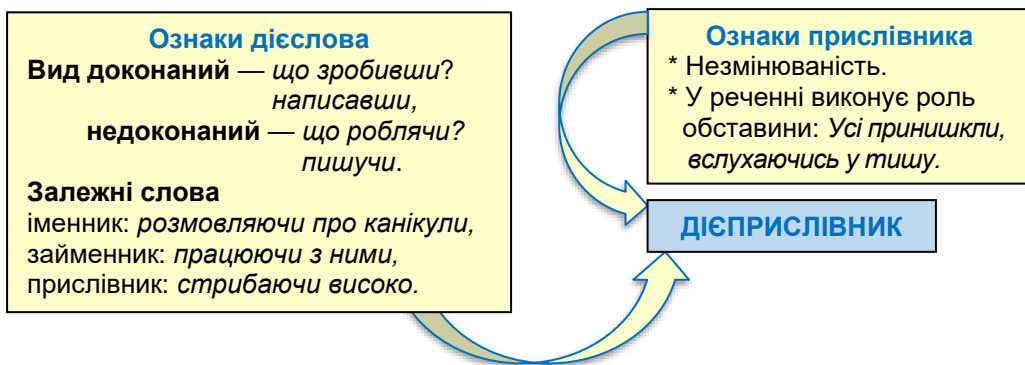 Ознаки дієслова
Вид доконаний — що зробивши?
написавши,
недоконаний — що роблячи?
пишучи.
Залежні слова
іменник: розмовляючи про канікули,
займенник: працюючи з ними,
прислівник: стрибаючи високо.
Ознаки прислівника
* Незмінюваність.
* У реченні виконує роль
обставини: Усі принишкли,
вслухаючись у тишу.
ДІЄПРИСЛІВНИК